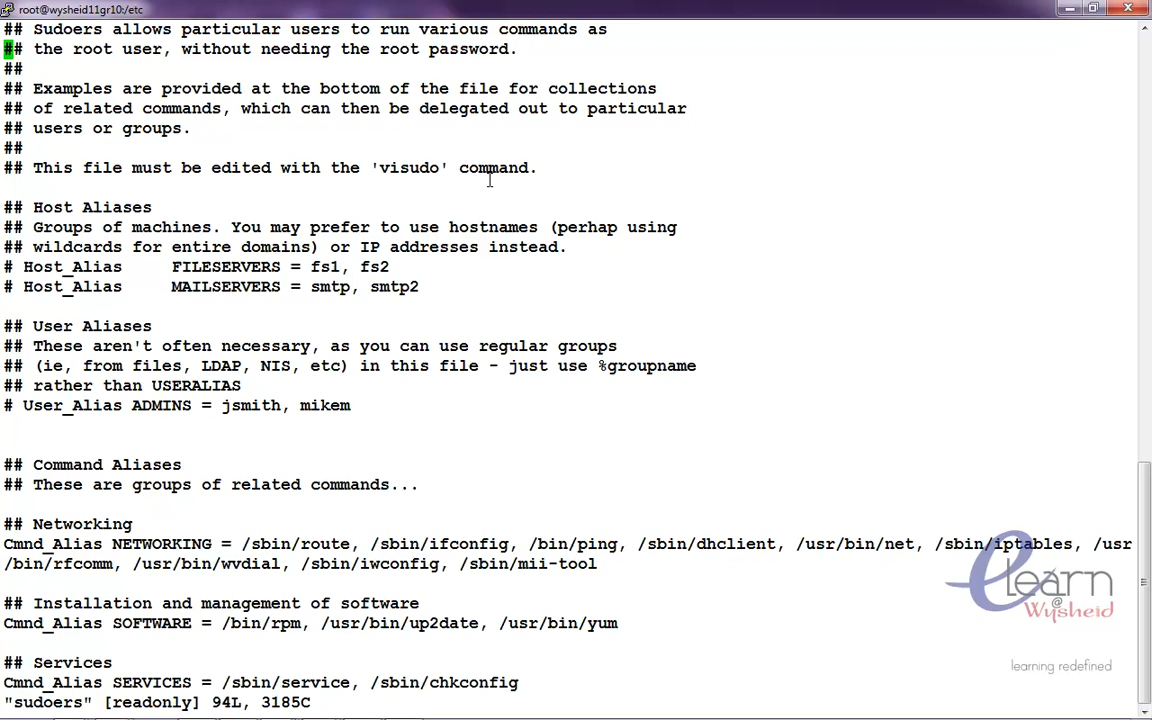 root@wysheid11gr10:/etc
## Sudoers allows particular users to run various commands as
## the root user, without needing the root password.
##
## Examples are provided at the bottom of the file for collections
## of related commands, which can then be delegated out to particular
## users or groups.
##
## This file must be edited with the 'visudo' command.
## Host Aliases
## Groups of machines. You may prefer to use hostnames (perhap using
## wildcards for entire domains) or IP addresses instead.
# Host_Alias     FILESERVERS = fs1, fs2
# Host_Alias     MAILSERVERS = smtp, smtp2
## User Aliases
## These aren't often necessary, as you can use regular groups
## (ie, from files, LDAP, NIS, etc) in this file - just use %groupname
## rather than USERALIAS
# User_Alias ADMINS = jsmith, mikem
## Command Aliases
## These are groups of related commands...
## Networking
Cmnd_Alias NETWORKING = /sbin/route, /sbin/ifconfig, /bin/ping, /sbin/dhclient, /usr/bin/net, /sbin/iptables, /usr
/bin/rfcomm, /usr/bin/wvdial, /sbin/iwconfig, /sbin/mii-tool
## Installation and management of software
Cmnd_Alias SOFTWARE = /bin/rpm, /usr/bin/up2date, /usr/bin/yum
## Services
Cmnd_Alias SERVICES = /sbin/service, /sbin/chkconfig
"sudoers" [readonly] 94L, 3185C
elearn
@
Wysheid
learning redefined